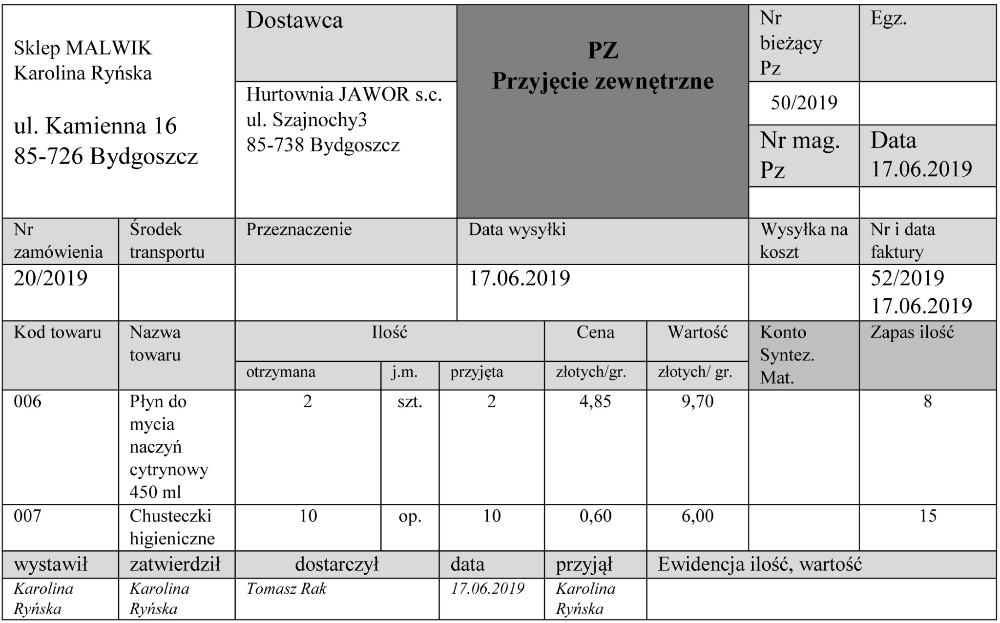 Sklep MALWIK
Karolina Ryńska
ul. Kamienna 16
85-726 Bydgoszcz
Dostawca
Hurtownia JAWOR s.c.
ul. Szajnochy3
85-738 Bydgoszcz
PZ
Przyjęcie zewnętrzne
Nr
bieżący
Pz
Egz.
50/2019
Nr mag.
Pz
Data
17.06.2019
Nr
zamówienia
Środek
transportu
Przeznaczenie
Data wysyłki
Wysyłka na
koszt
Nr i data
faktury
20/2019
17.06.2019
52/2019
17.06.2019
Kod towaru
Nazwa
towaru
Ilość
Cena
Wartość
Konto
Syntez.
Mat.
Zapas ilość
otrzymana
j.m.
przyjęta
złotych/gr.
złotych/ gr.
006
Płyn do
mycia
naczyń
cytrynowy
450 ml
2
szt.
2
4,85
9,70
8
007
Chusteczki
higieniczne
10
op.
10
0,60
6,00
15
wystawił
zatwierdził
dostarczył
data
przyjął
Ewidencja ilość, wartość
Karolina
Ryńska
Karolina
Ryńska
Tomasz Rak
17.06.2019
Karolina
Ryńska